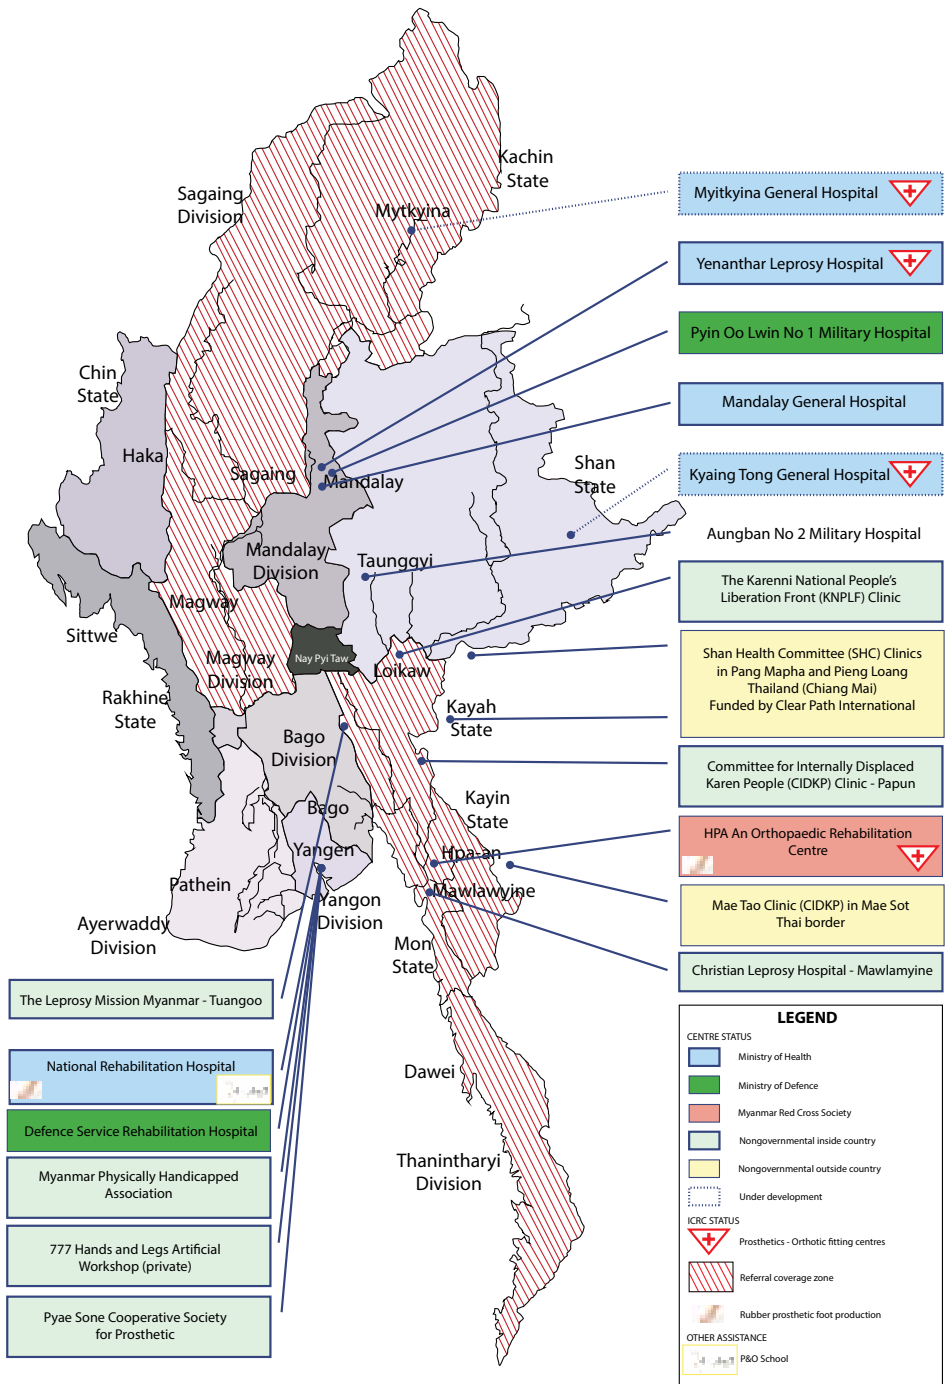 Kachin
State
Sagaing
Division
Mytkyina
Chin
State
Haka
Sagaing
Mandalay
Shan
State
Mandalay
Division
Taunggyi
Magway
Sittwe
Magway
Division
Nay Pyi Taw
Loikaw
Rakhine
State
Kayah
State
Bago
Division
Bago
Kayin
State
Yangen
Hpa-an
Pathein
Mawlawyine
Yangon
Division
Ayerwaddy
Division
Mon
State
Dawei
Thanintharyi
Division
Myitkyina General Hospital
Yenanthar Leprosy Hospital
Pyin Oo Lwin No 1 Military Hospital
Mandalay General Hospital
Kyaing Tong General Hospital
Aungban No 2 Military Hospital
The Karenni National People's
Liberation Front (KNPLF) Clinic
Shan Health Committee (SHC) Clinics
in Pang Mapha and Pieng Loang
Thailand (Chiang Mai)
Funded by Clear Path International
Committee for Internally Displaced
Karen People (CIDKP) Clinic - Papun
HPA An Orthopaedic Rehabilitation
Centre
Mae Tao Clinic (CIDKP) in Mae Sot
Thai border
Christian Leprosy Hospital - Mawlamyine
The Leprosy Mission Myanmar - Tuangoo
National Rehabilitation Hospital
Defence Service Rehabilitation Hospital
Myanmar Physically Handicapped
Association
777 Hands and Legs Artificial
Workshop (private)
Pyae Sone Cooperative Society
for Prosthetic
LEGEND
CENTRE STATUS
Ministry of Health
Ministry of Defence
Myanmar Red Cross Society
Nongovernmental inside country
Nongovernmental outside country
Under development
ICRC STATUS
Prosthetics - Orthotic fitting centres
Referral coverage zone
Rubber prosthetic foot production
OTHER ASSISTANCE
P&O School